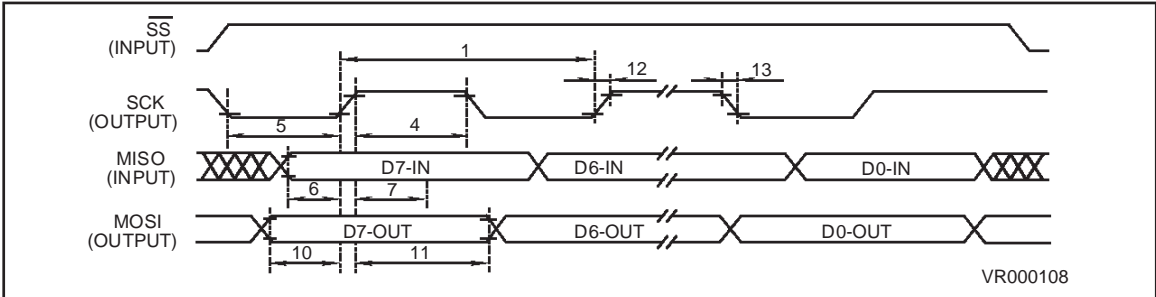 SS
(INPUT)
1
12
13
SCK
(OUTPUT)
5
4
MISO
(INPUT)
D7-IN
D6-IN
D0-IN
6
7
MOSI
(OUTPUT)
D7-OUT
D6-OUT
D0-OUT
10
11
VR000108